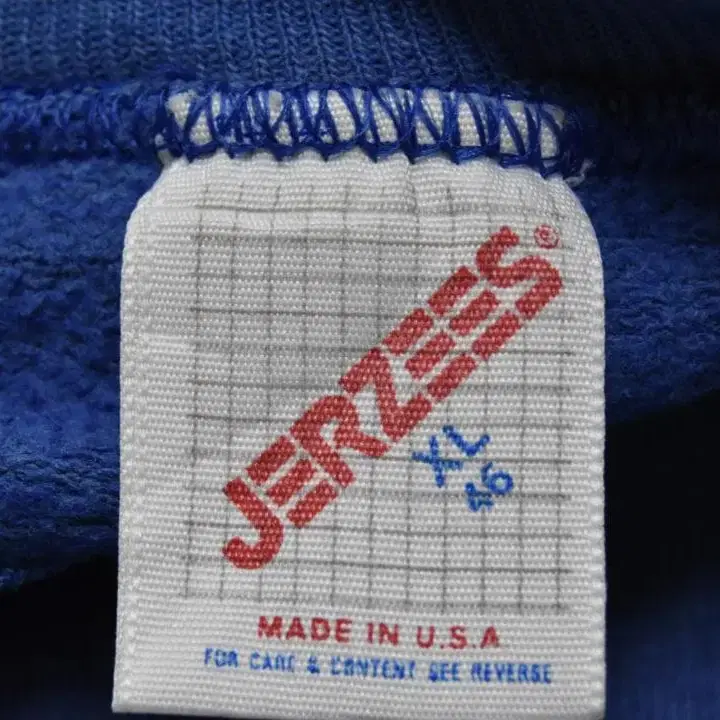 JERZEES®
XL
46
MADE IN U.S.A
FOR CARE & CONTENT SEE REVERSE